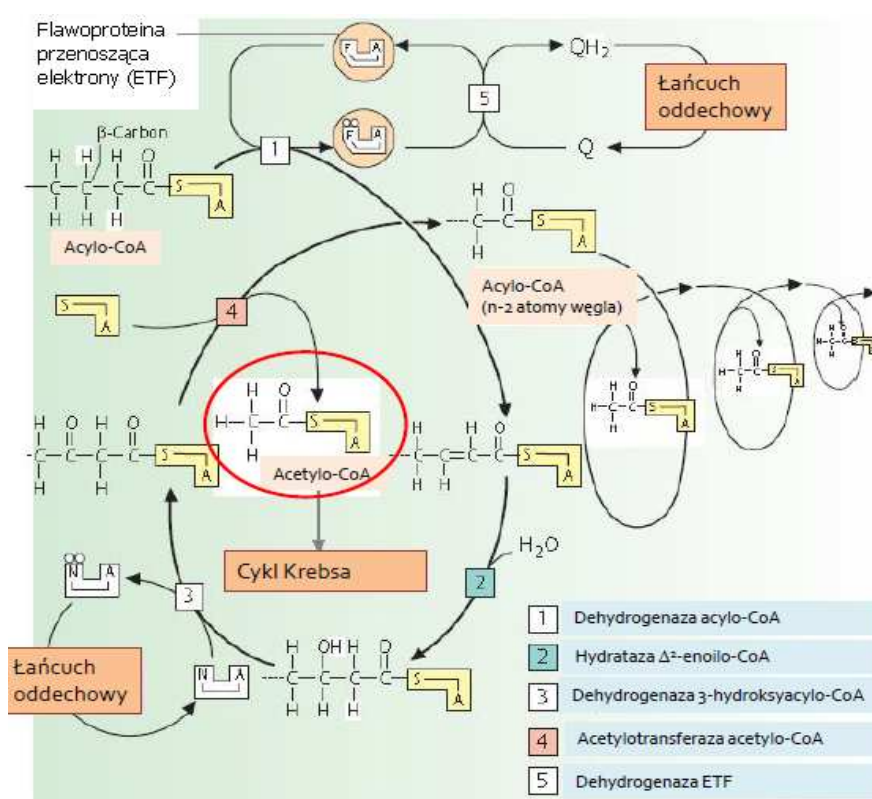 Flawoproteina
przenosząca
elektrony (ETF)
F A
QH₂
Łańcuch
oddechowy
5
β-Carbon
1
F A
Q
H H H O
C C C S
A
H H H
Acylo-CoA
H O
C C S
A
H
Acylo-CoA
(n-2 atomy węgla)
S
A
4
H
H C O
C S
A
H
Acetylo-CoA
H O H O
C C C C S
A
H H
H H O
C C C C S
A
H H
H
H C O
C S
A
H
H
H C O
C S
A
H
Cykl Krebsa
H₂O
2
N A
3
Łańcuch
oddechowy
N A
H OH H O
C C C C S
A
H H H
1 Dehydrogenaza acylo-CoA
2 Hydrataza Δ²-enoilo-CoA
3 Dehydrogenaza 3-hydroksyacylo-CoA
4 Acetylotransferaza acetylo-CoA
5 Dehydrogenaza ETF